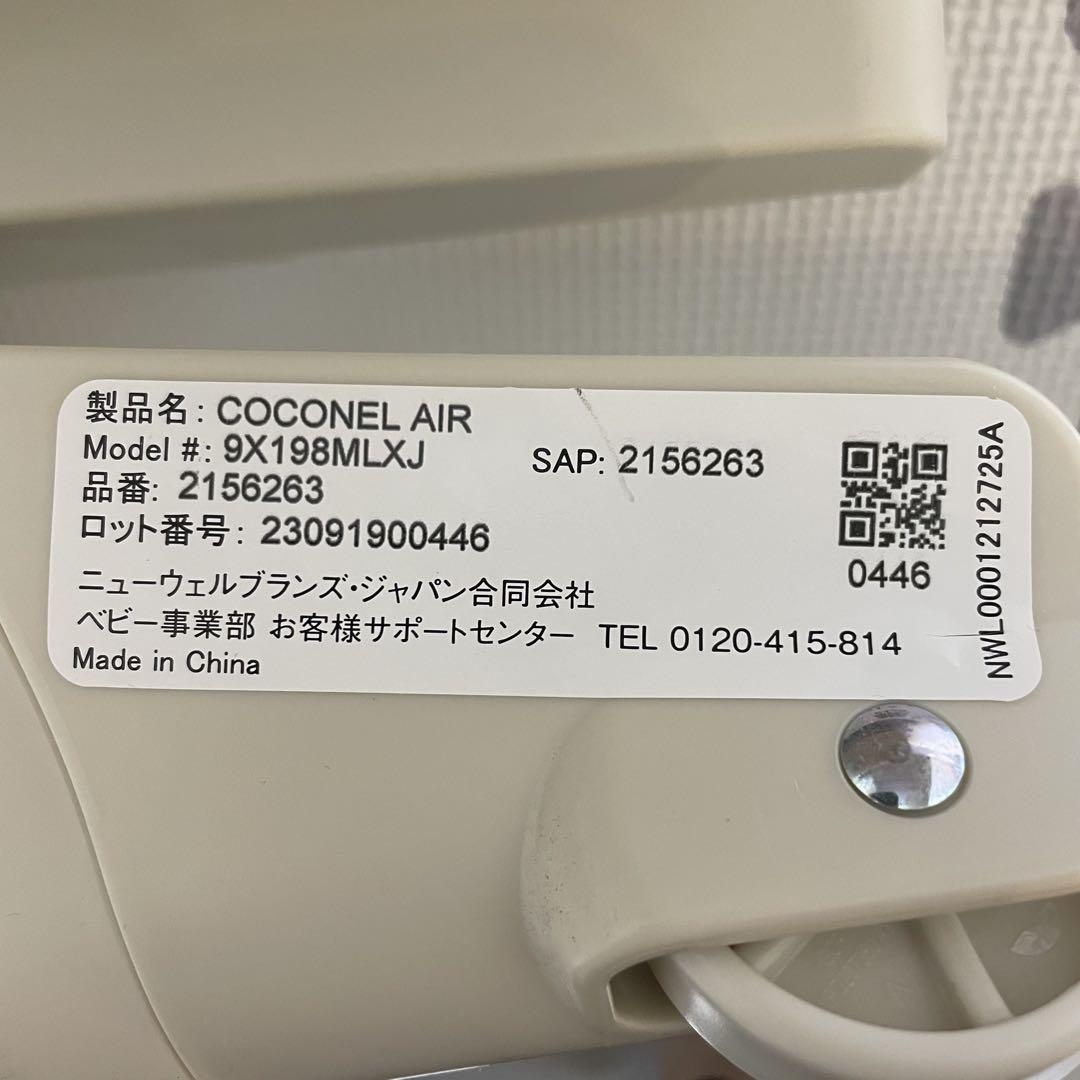 製品名: COCONEL AIR
Model #: 9X198MLXJ
SAP: 2156263
品番: 2156263
ロット番号: 23091900446
0446
NWL0001212127725A
ニューウェルブランズ・ジャパン合同会社
ベビー事業部 お客様サポートセンター TEL 0120-415-814
Made in China